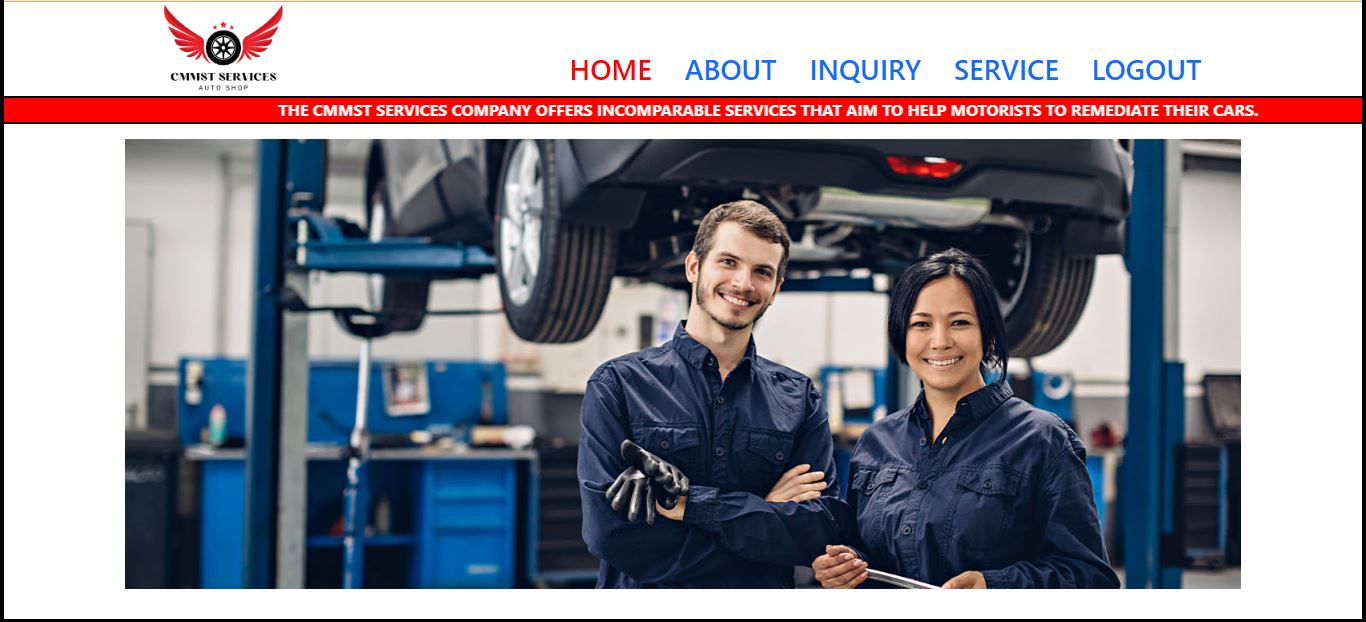 CMMST SERVICES
AUTO SHOP
HOME ABOUT INQUIRY SERVICE LOGOUT
THE CMMST SERVICES COMPANY OFFERS INCOMPARABLE SERVICES THAT AIM TO HELP MOTORISTS TO REMEDIATE THEIR CARS.